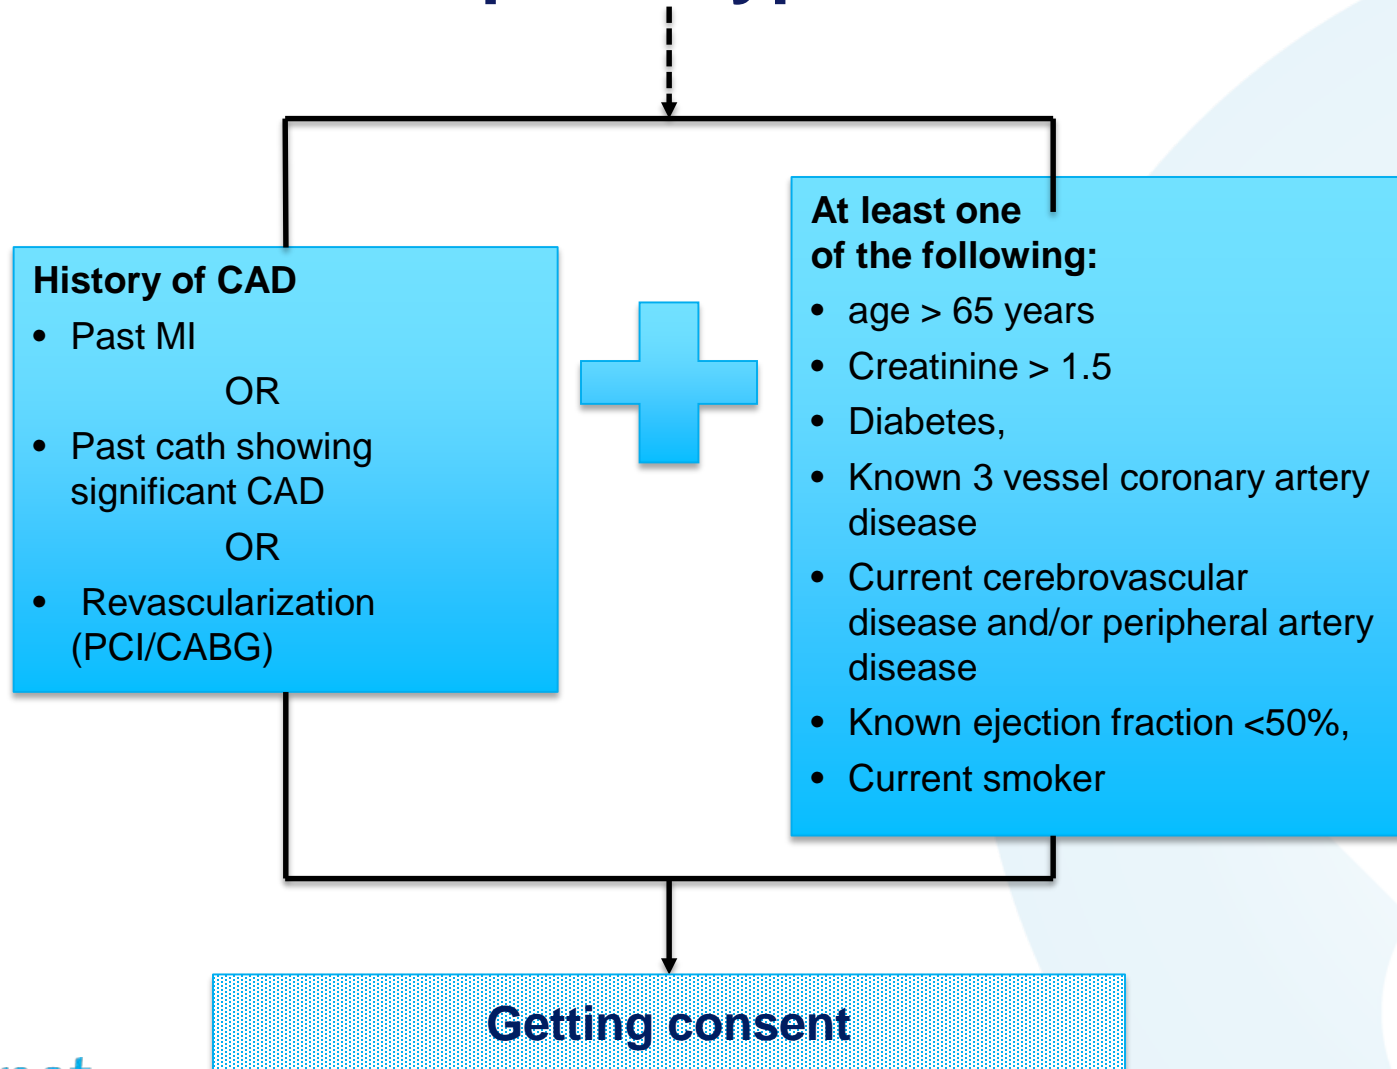 History of CAD
• Past MI
OR
• Past cath showing
significant CAD
OR
• Revascularization
(PCI/CABG)
At least one
of the following:
• age > 65 years
• Creatinine > 1.5
• Diabetes,
• Known 3 vessel coronary artery
disease
• Current cerebrovascular
disease and/or peripheral artery
disease
• Known ejection fraction <50%,
• Current smoker
Getting consent